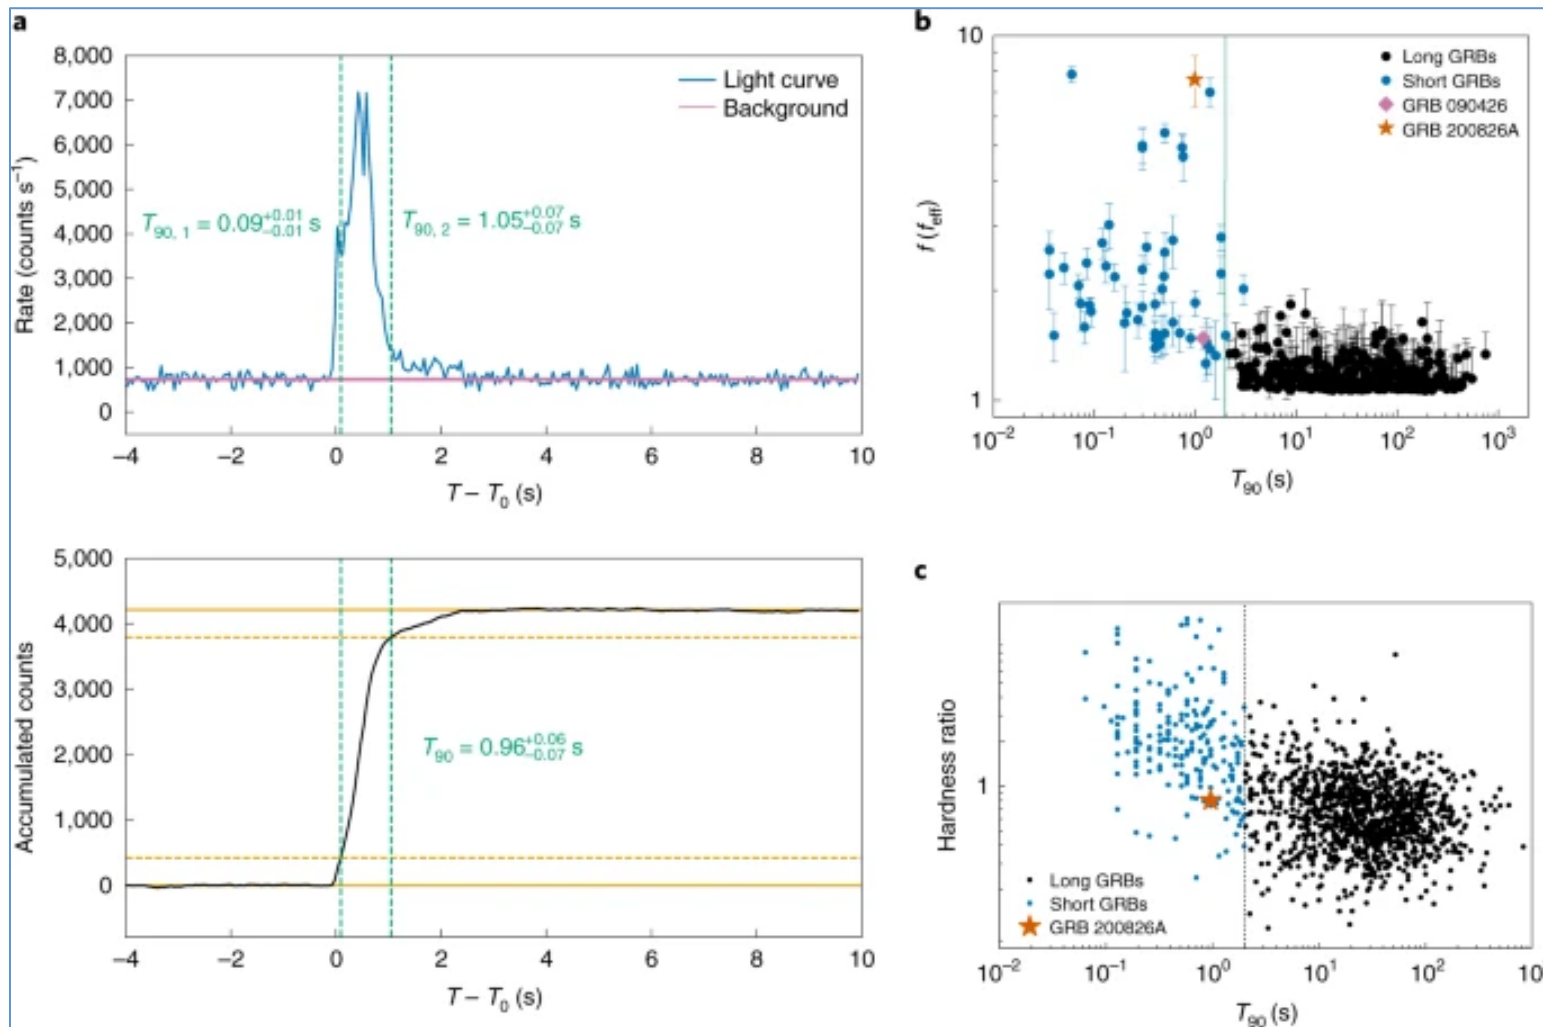 a
8,000
7,000
6,000
5,000
4,000
3,000
2,000
1,000
0
Rate (counts s⁻¹)
Light curve
Background
T90, 1 = 0.09 +0.01 −0.01 s
T90, 2 = 1.05 +0.07 −0.07 s
−4 −2 0 2 4 6 8 10
T − T0 (s)
5,000
4,000
3,000
2,000
1,000
0
Accumulated counts
T90 = 0.96 +0.06 −0.07 s
−4 −2 0 2 4 6 8 10
T − T0 (s)
b
10
1
f (feff)
Long GRBs
Short GRBs
GRB 090426
GRB 200826A
10⁻² 10⁻¹ 10⁰ 10¹ 10² 10³
T90 (s)
c
1
Hardness ratio
Long GRBs
Short GRBs
GRB 200826A
10⁻² 10⁻¹ 10⁰ 10¹ 10² 10
T90 (s)